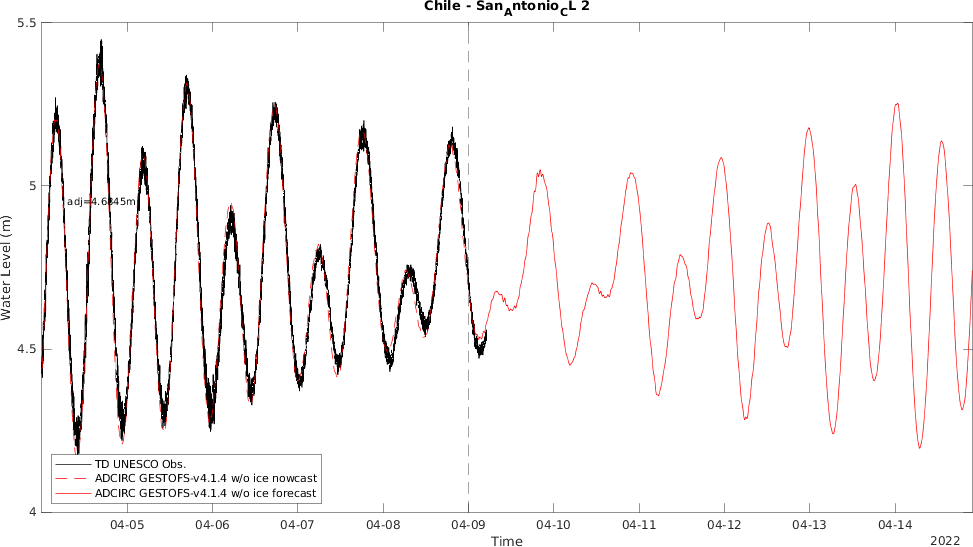 Chile - SanAntonioCL 2
5.5
5
4.5
4
Water Level (m)
adj=4.6845m
TD UNESCO Obs.
ADCIRC GESTOFS-v4.1.4 w/o ice nowcast
ADCIRC GESTOFS-v4.1.4 w/o ice forecast
04-05 04-06 04-07 04-08 04-09 04-10 04-11 04-12 04-13 04-14
Time
2022